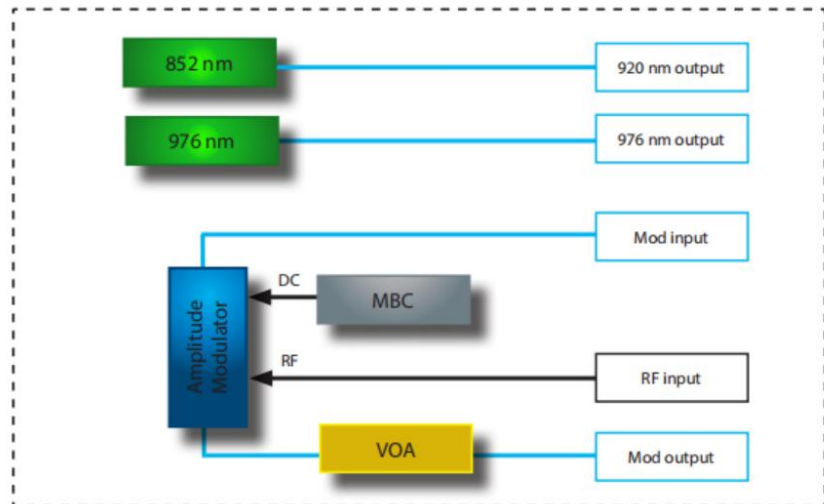 852 nm
920 nm output
976 nm
976 nm output
Mod input
DC
MBC
Amplitude
Modulator
RF
RF input
VOA
Mod output